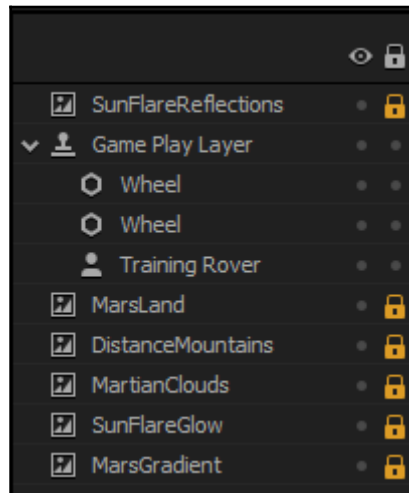 SunFlareReflections
Game Play Layer
Wheel
Wheel
Training Rover
MarsLand
DistanceMountains
MartianClouds
SunFlareGlow
MarsGradient